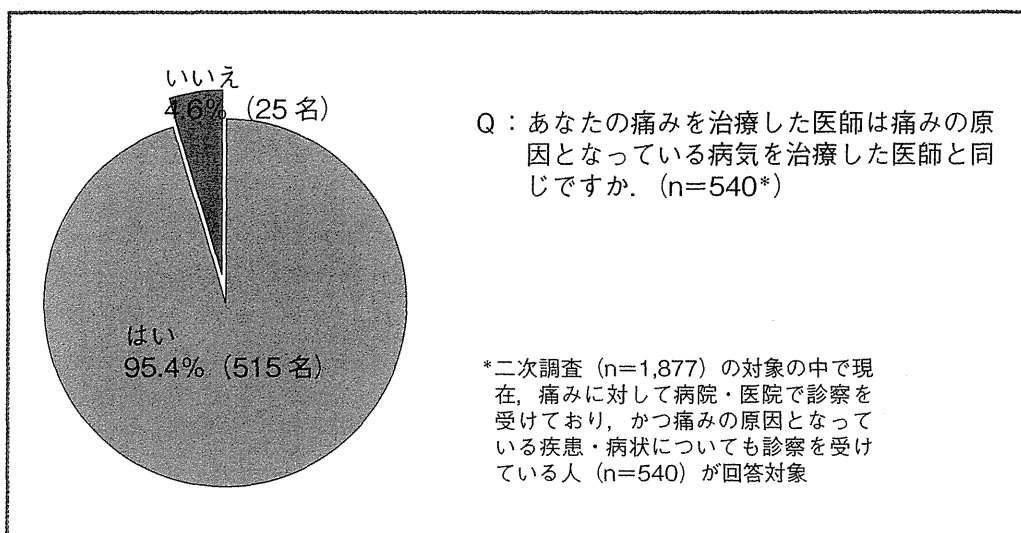 いいえ
4.6%（25名）
はい
95.4%（515名）
Q：あなたの痛みを治療した医師は痛みの原
因となっている病気を治療した医師と同
じですか.（n＝540*）
*二次調査（n＝1,877）の対象の中で現
在，痛みに対して病院・医院で診察を
受けており，かつ痛みの原因となって
いる疾患・病状についても診察を受け
ている人（n＝540）が回答対象